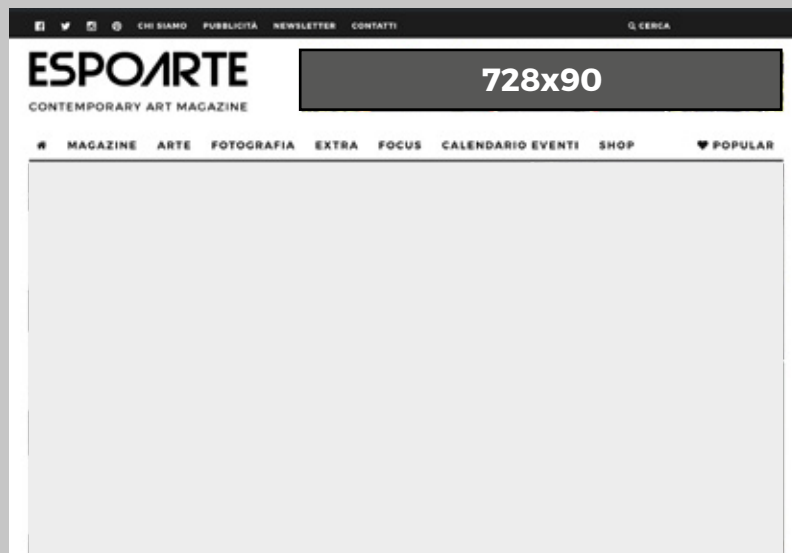 CHI SIAMO PUBBLICITÀ NEWSLETTER CONTATTI CERCA
ESPOARTE
CONTEMPORARY ART MAGAZINE
728x90
MAGAZINE ARTE FOTOGRAFIA EXTRA FOCUS CALENDARIO EVENTI SHOP POPULAR